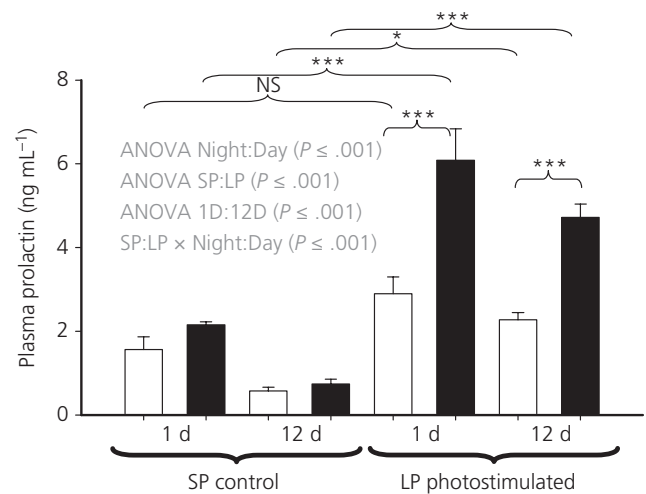 ***
*
***
NS
***
***
8
6
4
2
0
Plasma prolactin (ng mL⁻¹)
ANOVA Night:Day (P ≤ .001)
ANOVA SP:LP (P ≤ .001)
ANOVA 1D:12D (P ≤ .001)
SP:LP × Night:Day (P ≤ .001)
1 d 12 d 1 d 12 d
SP control LP photostimulated